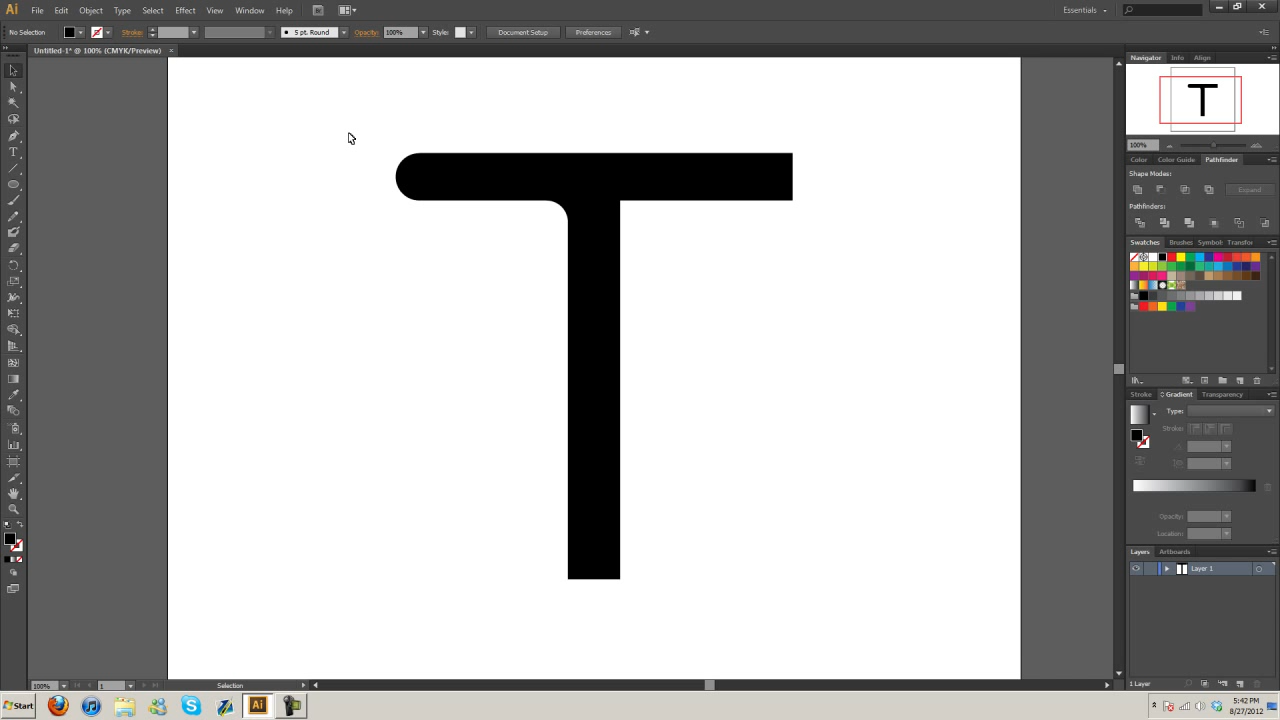 Ai File Edit Object Type Select Effect View Window Help Br Essentials
No Selection Stroke: 5 pt. Round Opacity: 100% Style: Document Setup Preferences
Untitled-1* @ 100% (CMYK/Preview) ×
Navigator Info Align
T
100%
Color Color Guide Pathfinder
Shape Modes:
Expand
Pathfinders:
Swatches Brushes Symbol: Transfor
Stroke Gradient Transparency
Type:
Stroke:
Opacity:
Location:
Layers Artboards
Layer 1
1 Layer
T
100% 1 Selection
Start Ai 5:42 PM
8/27/2012